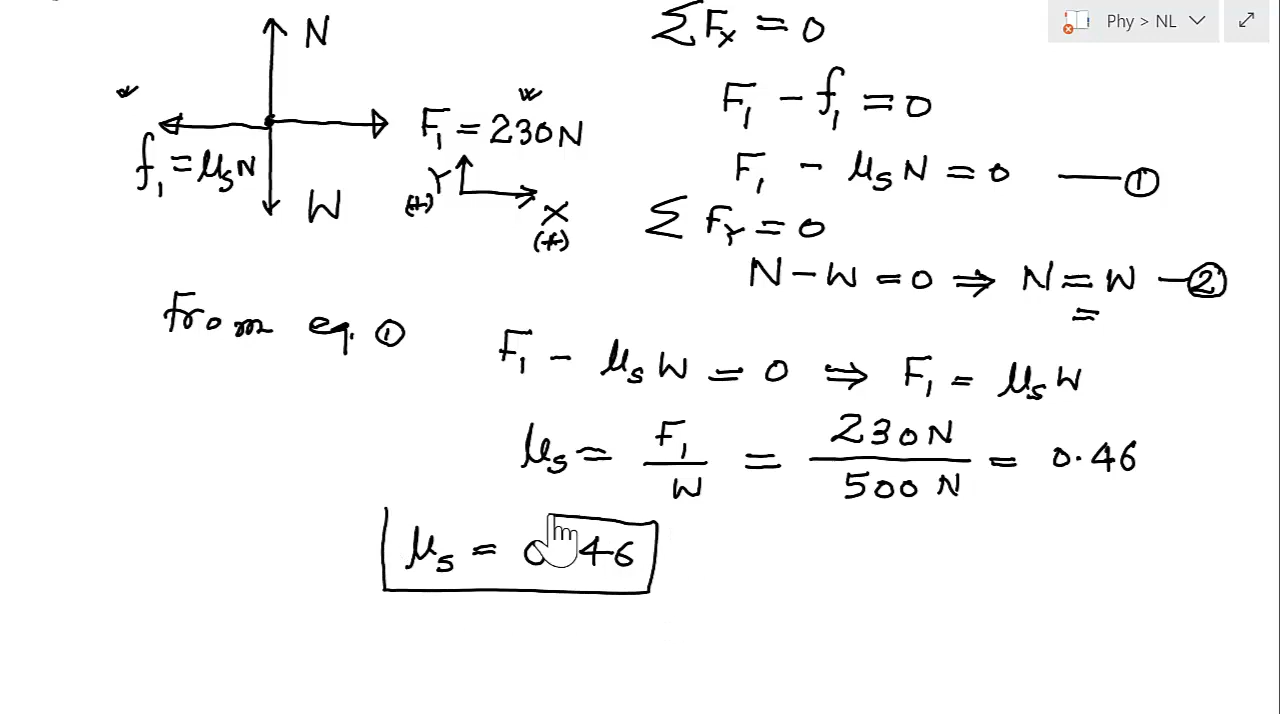 Phy > NL
N
F₁ = 230N
f₁ = μₛN
W
Y
(+)
X
(+)
ΣFₓ = 0
F₁ - f₁ = 0
F₁ - μₛN = 0 — ①
ΣFᵧ = 0
N - W = 0 ⇒ N = W — ②
From eq. ①
F₁ - μₛW = 0 ⇒ F₁ = μₛW
μₛ = F₁/W = 230N/500N = 0.46
μₛ = 0.46